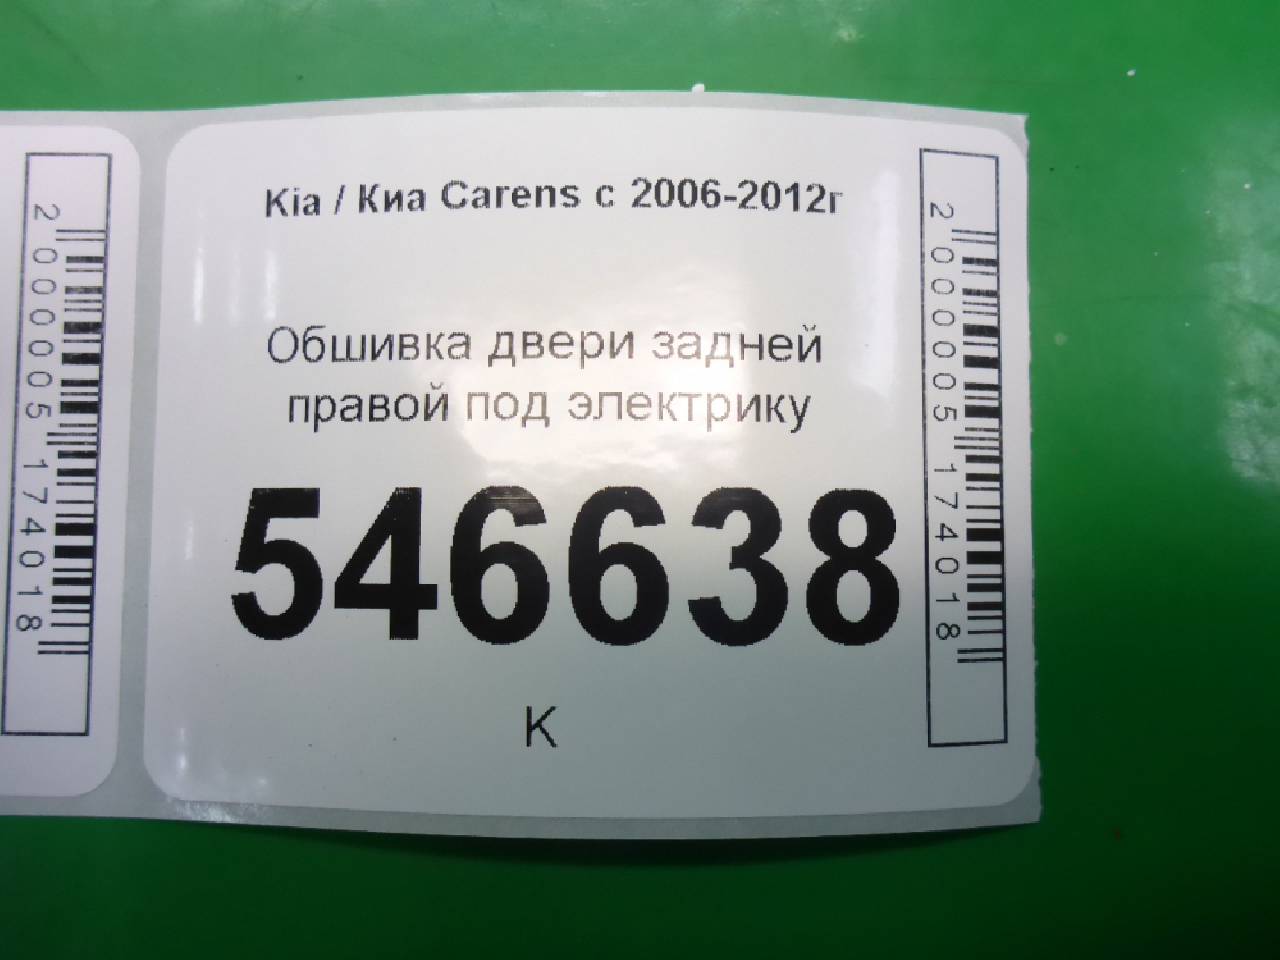 2000005174018
Kia / Киа Carens с 2006-2012г
Обшивка двери задней
правой под электрику
546638
К
2000005174018